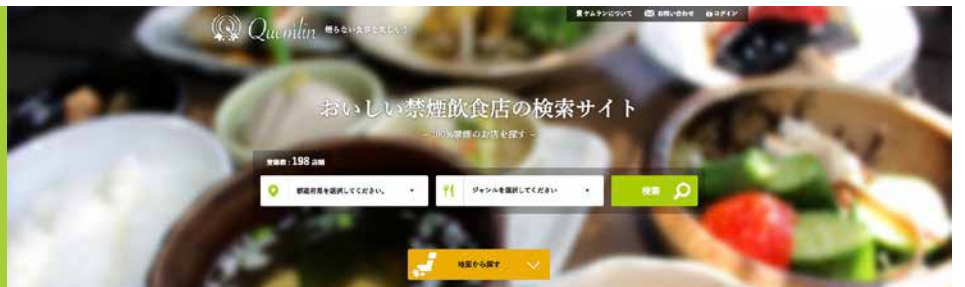 ケムランについて お問い合わせ ログイン
Quemlin 煙らない食事を楽しもう
おいしい禁煙飲食店の検索サイト
~ 100%禁煙のお店を探す ~
登録数:198 店舗
都道府県を選択してください。 ジャンルを選択してください 検索
地図から探す